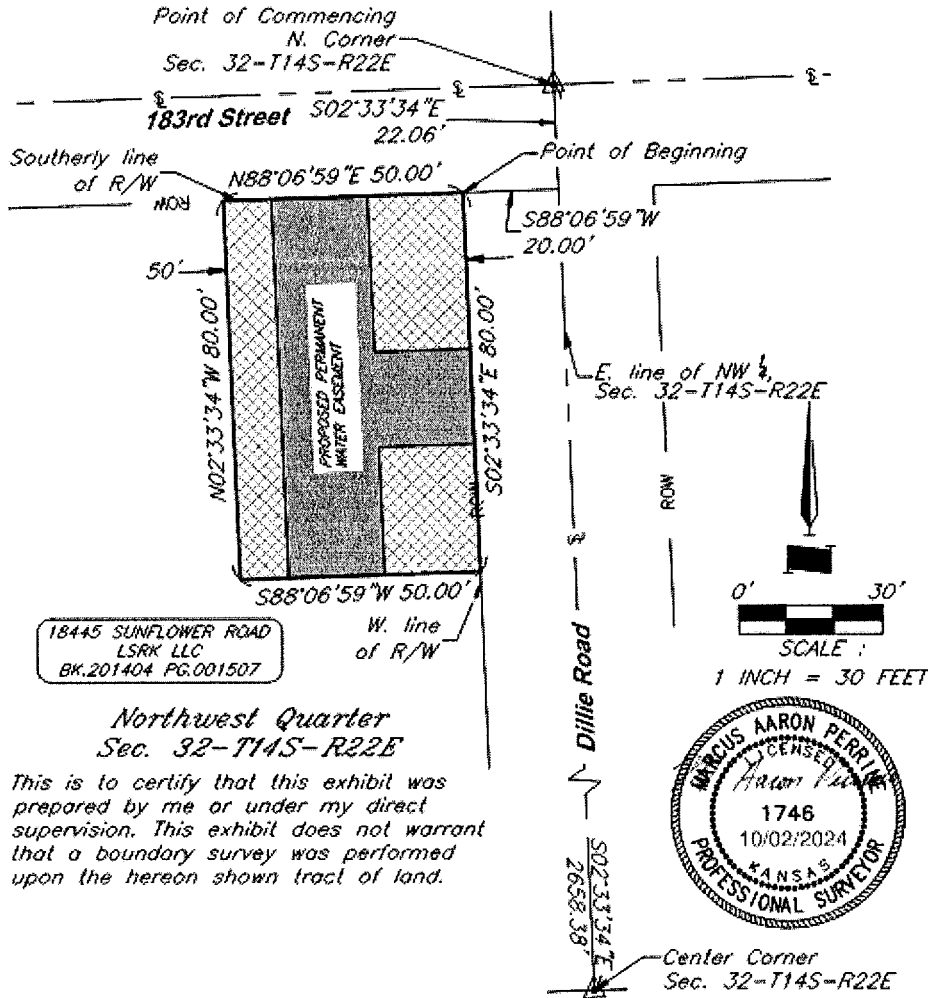 Point of Commencing
N. Corner
Sec. 32-T14S-R22E
183rd Street
S02°33'34"E
22.06'
Southerly line
of R/W
N88°06'59"E 50.00'
Point of Beginning
ROW
S88°06'59"W
20.00'
50'
N02°33'34"W 80.00'
PROPOSED PERMANENT
WATER EASEMENT
S02°33'34"E 80.00'
ROW
E. line of NW ¼,
Sec. 32-T14S-R22E
ROW
S88°06'59"W 50.00'
W. line
of R/W
18445 SUNFLOWER ROAD
LSRK LLC
BK.201404 PG.001507
0' 30'
SCALE :
1 INCH = 30 FEET
Dillie Road
Northwest Quarter
Sec. 32-T14S-R22E
This is to certify that this exhibit was
prepared by me or under my direct
supervision. This exhibit does not warrant
that a boundary survey was performed
upon the hereon shown tract of land.
MARCUS AARON PERRINE
LICENSED
1746
10/02/2024
KANSAS
PROFESSIONAL SURVEYOR
S02°33'34"E
2658.38'
Center Corner
Sec. 32-T14S-R22E